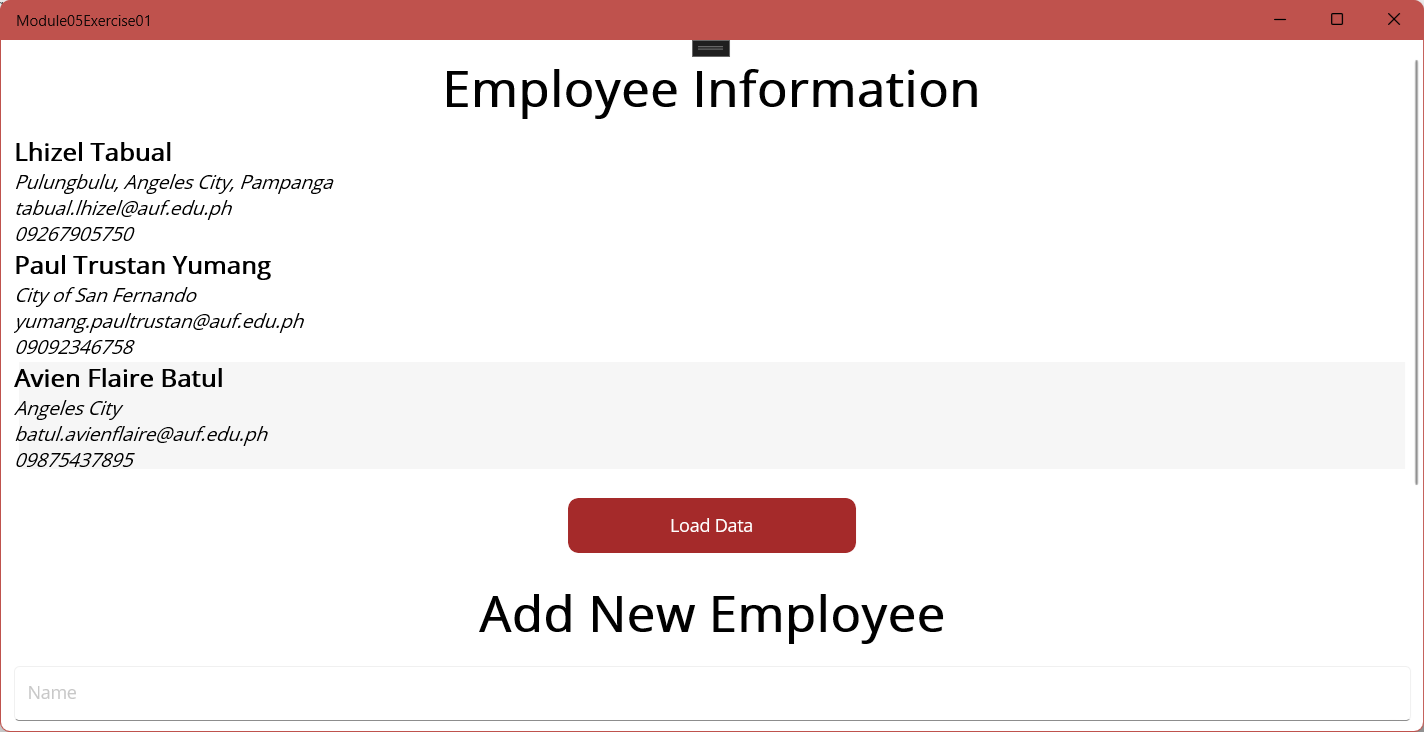 Module05Exercise01
Employee Information
Lhizel Tabual
Pulungbulu, Angeles City, Pampanga
tabual.lhizel@auf.edu.ph
09267905750
Paul Trustan Yumang
City of San Fernando
yumang.paultrustan@auf.edu.ph
09092346758
Avien Flaire Batul
Angeles City
batul.avienflaire@auf.edu.ph
09875437895
Load Data
Add New Employee
Name